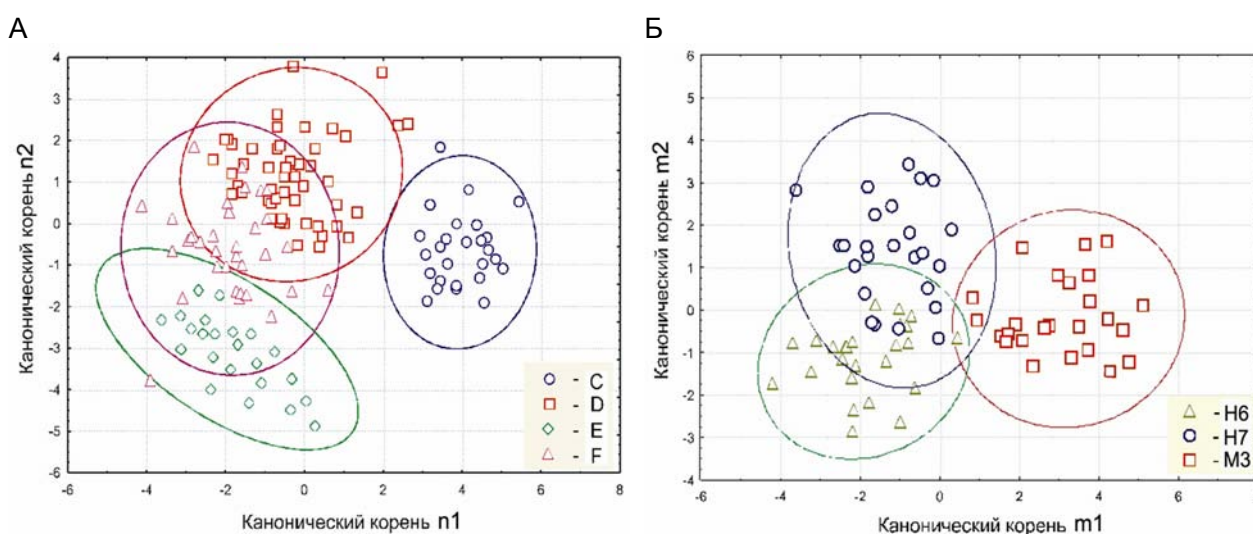 А
4
3
2
1
0
-1
-2
-3
-4
-5
-6
-6
-4
-2
0
2
4
6
8
Канонический корень n2
Канонический корень n1
- C
- D
- E
- F
Б
6
5
4
3
2
1
0
-1
-2
-3
-4
-6
-4
-2
0
2
4
6
Канонический корень m2
Канонический корень m1
- H6
- H7
- M3